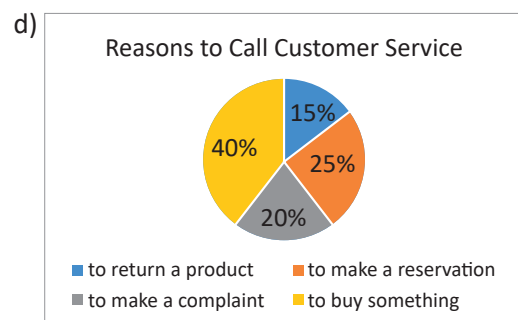 d)
Reasons to Call Customer Service
15%
40%
25%
20%
to return a product to make a reservation
to make a complaint to buy something